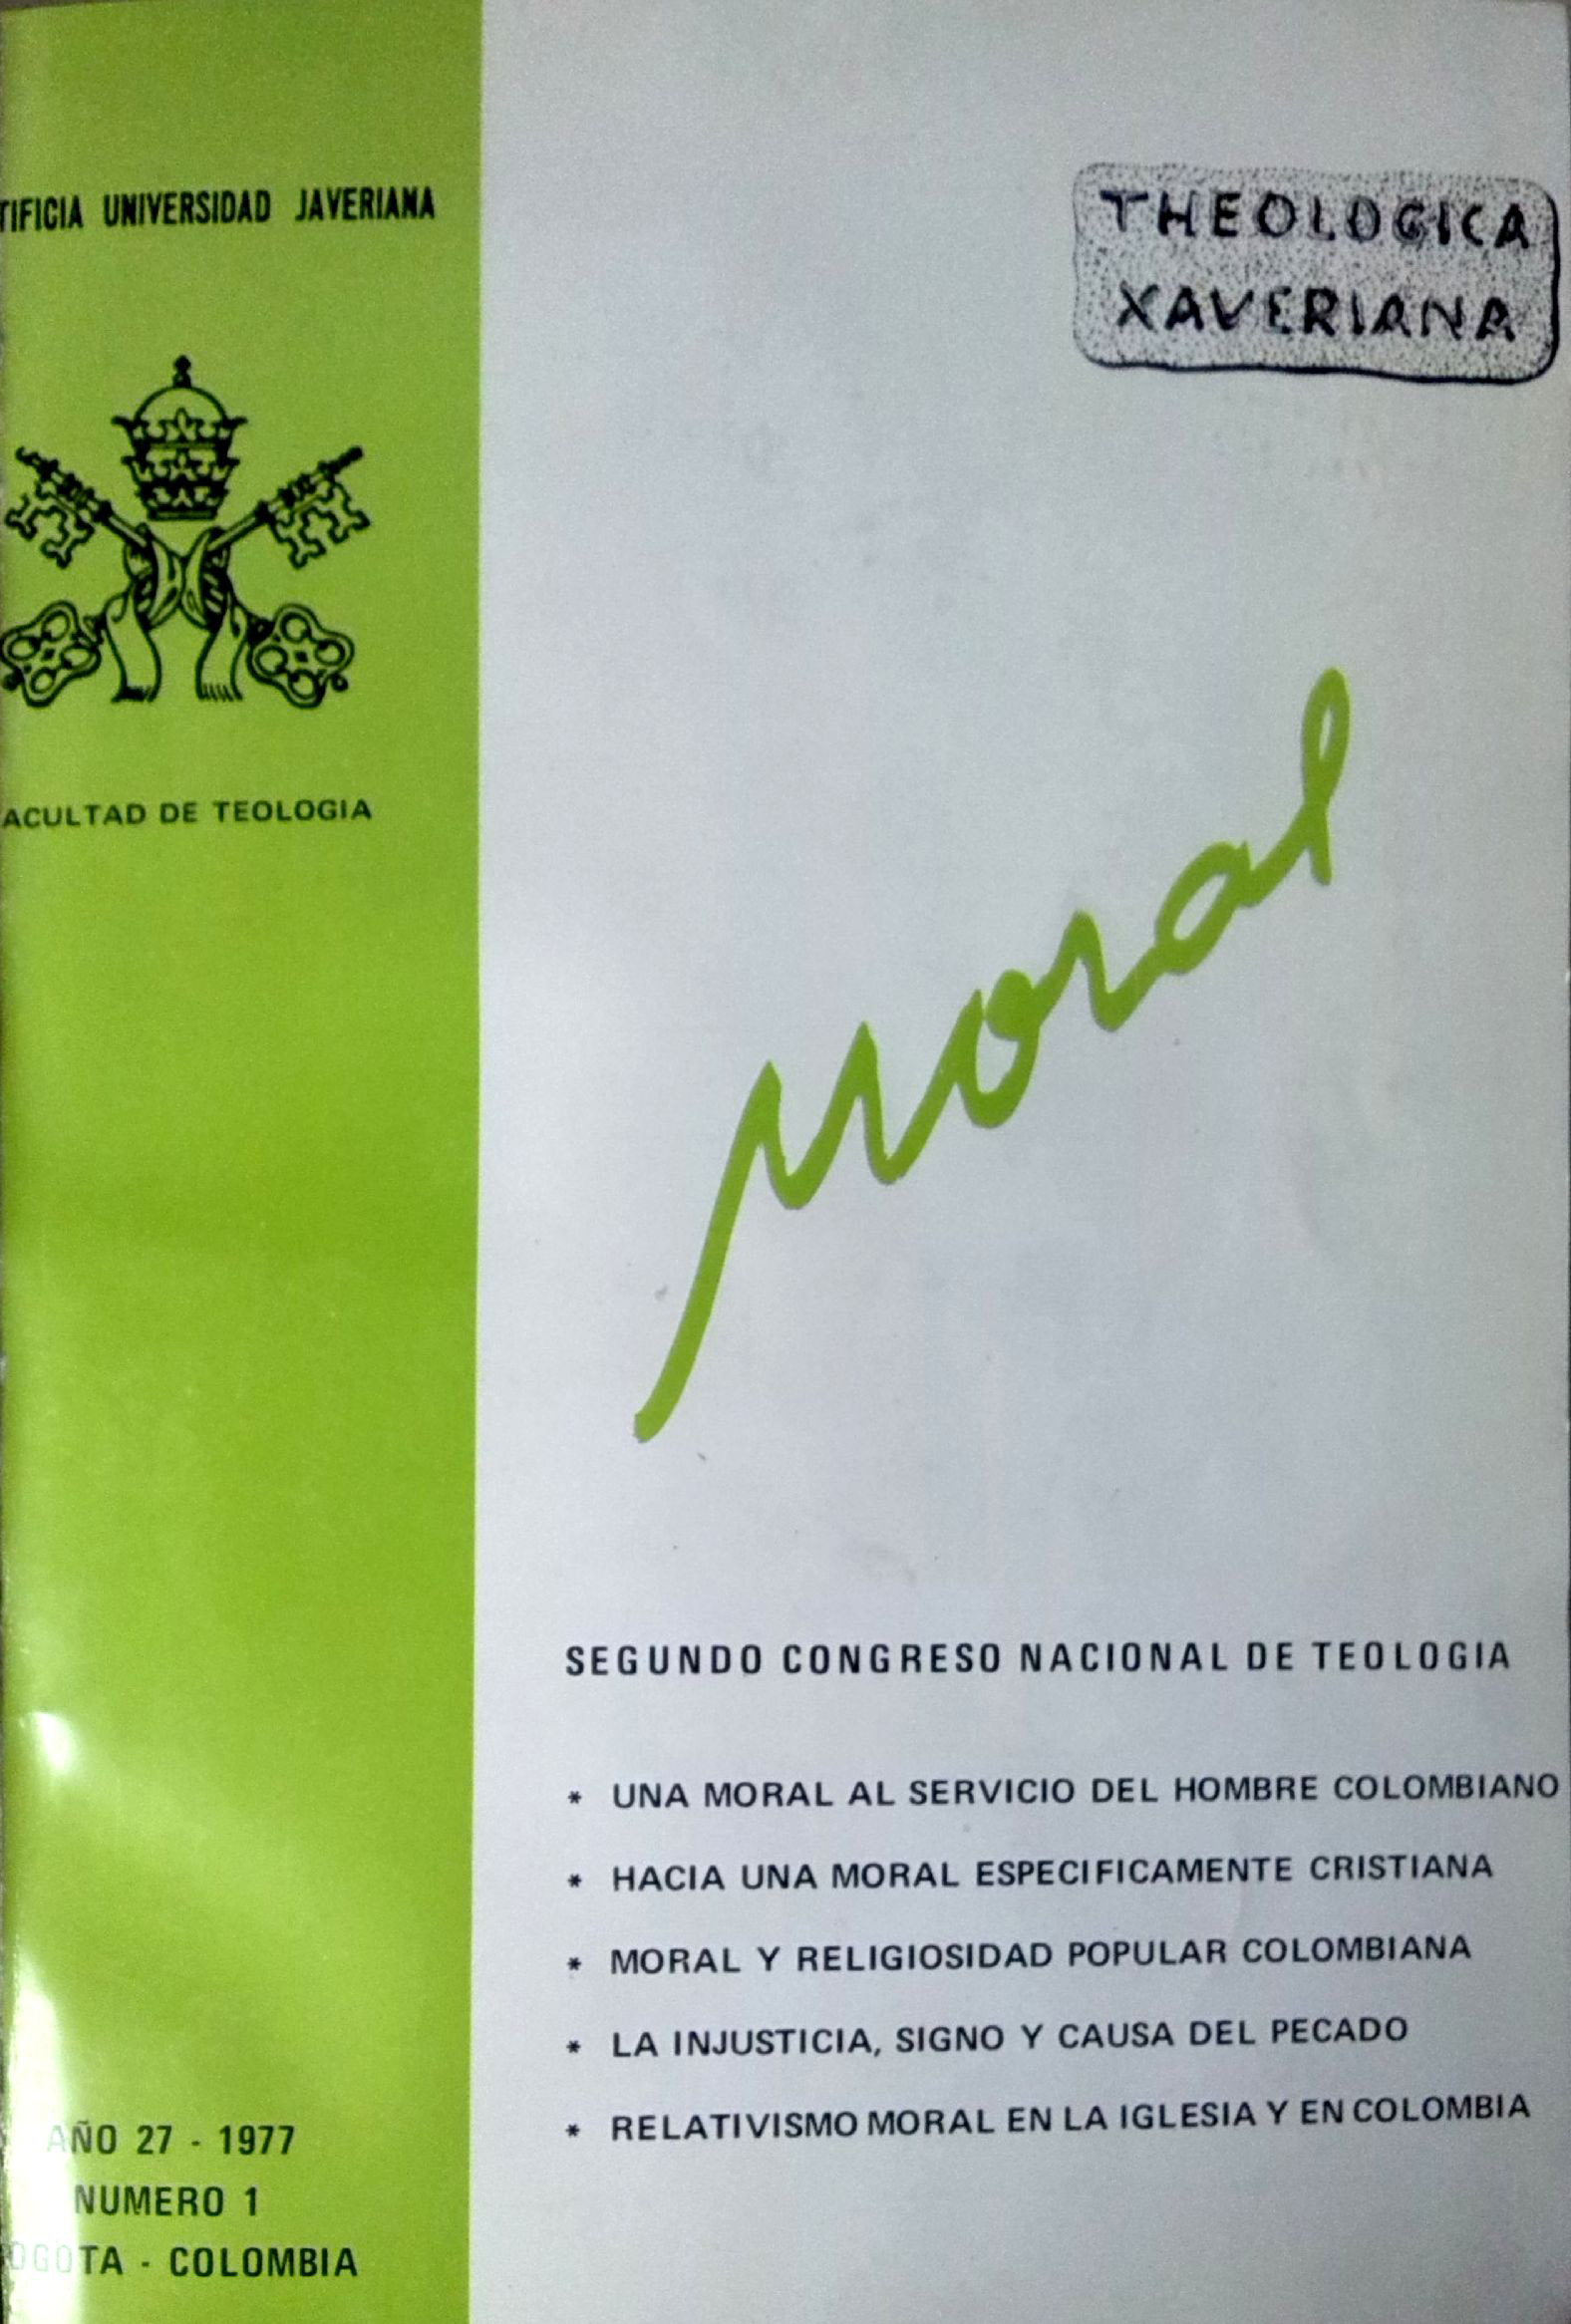 TIFICIA UNIVERSIDAD JAVERIANA
ACULTAD DE TEOLOGIA
AÑO 27 - 1977
NUMERO 1
OGOTA - COLOMBIA
THEOLOGICA
XAVERIANA
Moral
SEGUNDO CONGRESO NACIONAL DE TEOLOGIA
* UNA MORAL AL SERVICIO DEL HOMBRE COLOMBIANO
* HACIA UNA MORAL ESPECIFICAMENTE CRISTIANA
* MORAL Y RELIGIOSIDAD POPULAR COLOMBIANA
* LA INJUSTICIA, SIGNO Y CAUSA DEL PECADO
* RELATIVISMO MORAL EN LA IGLESIA Y EN COLOMBIA